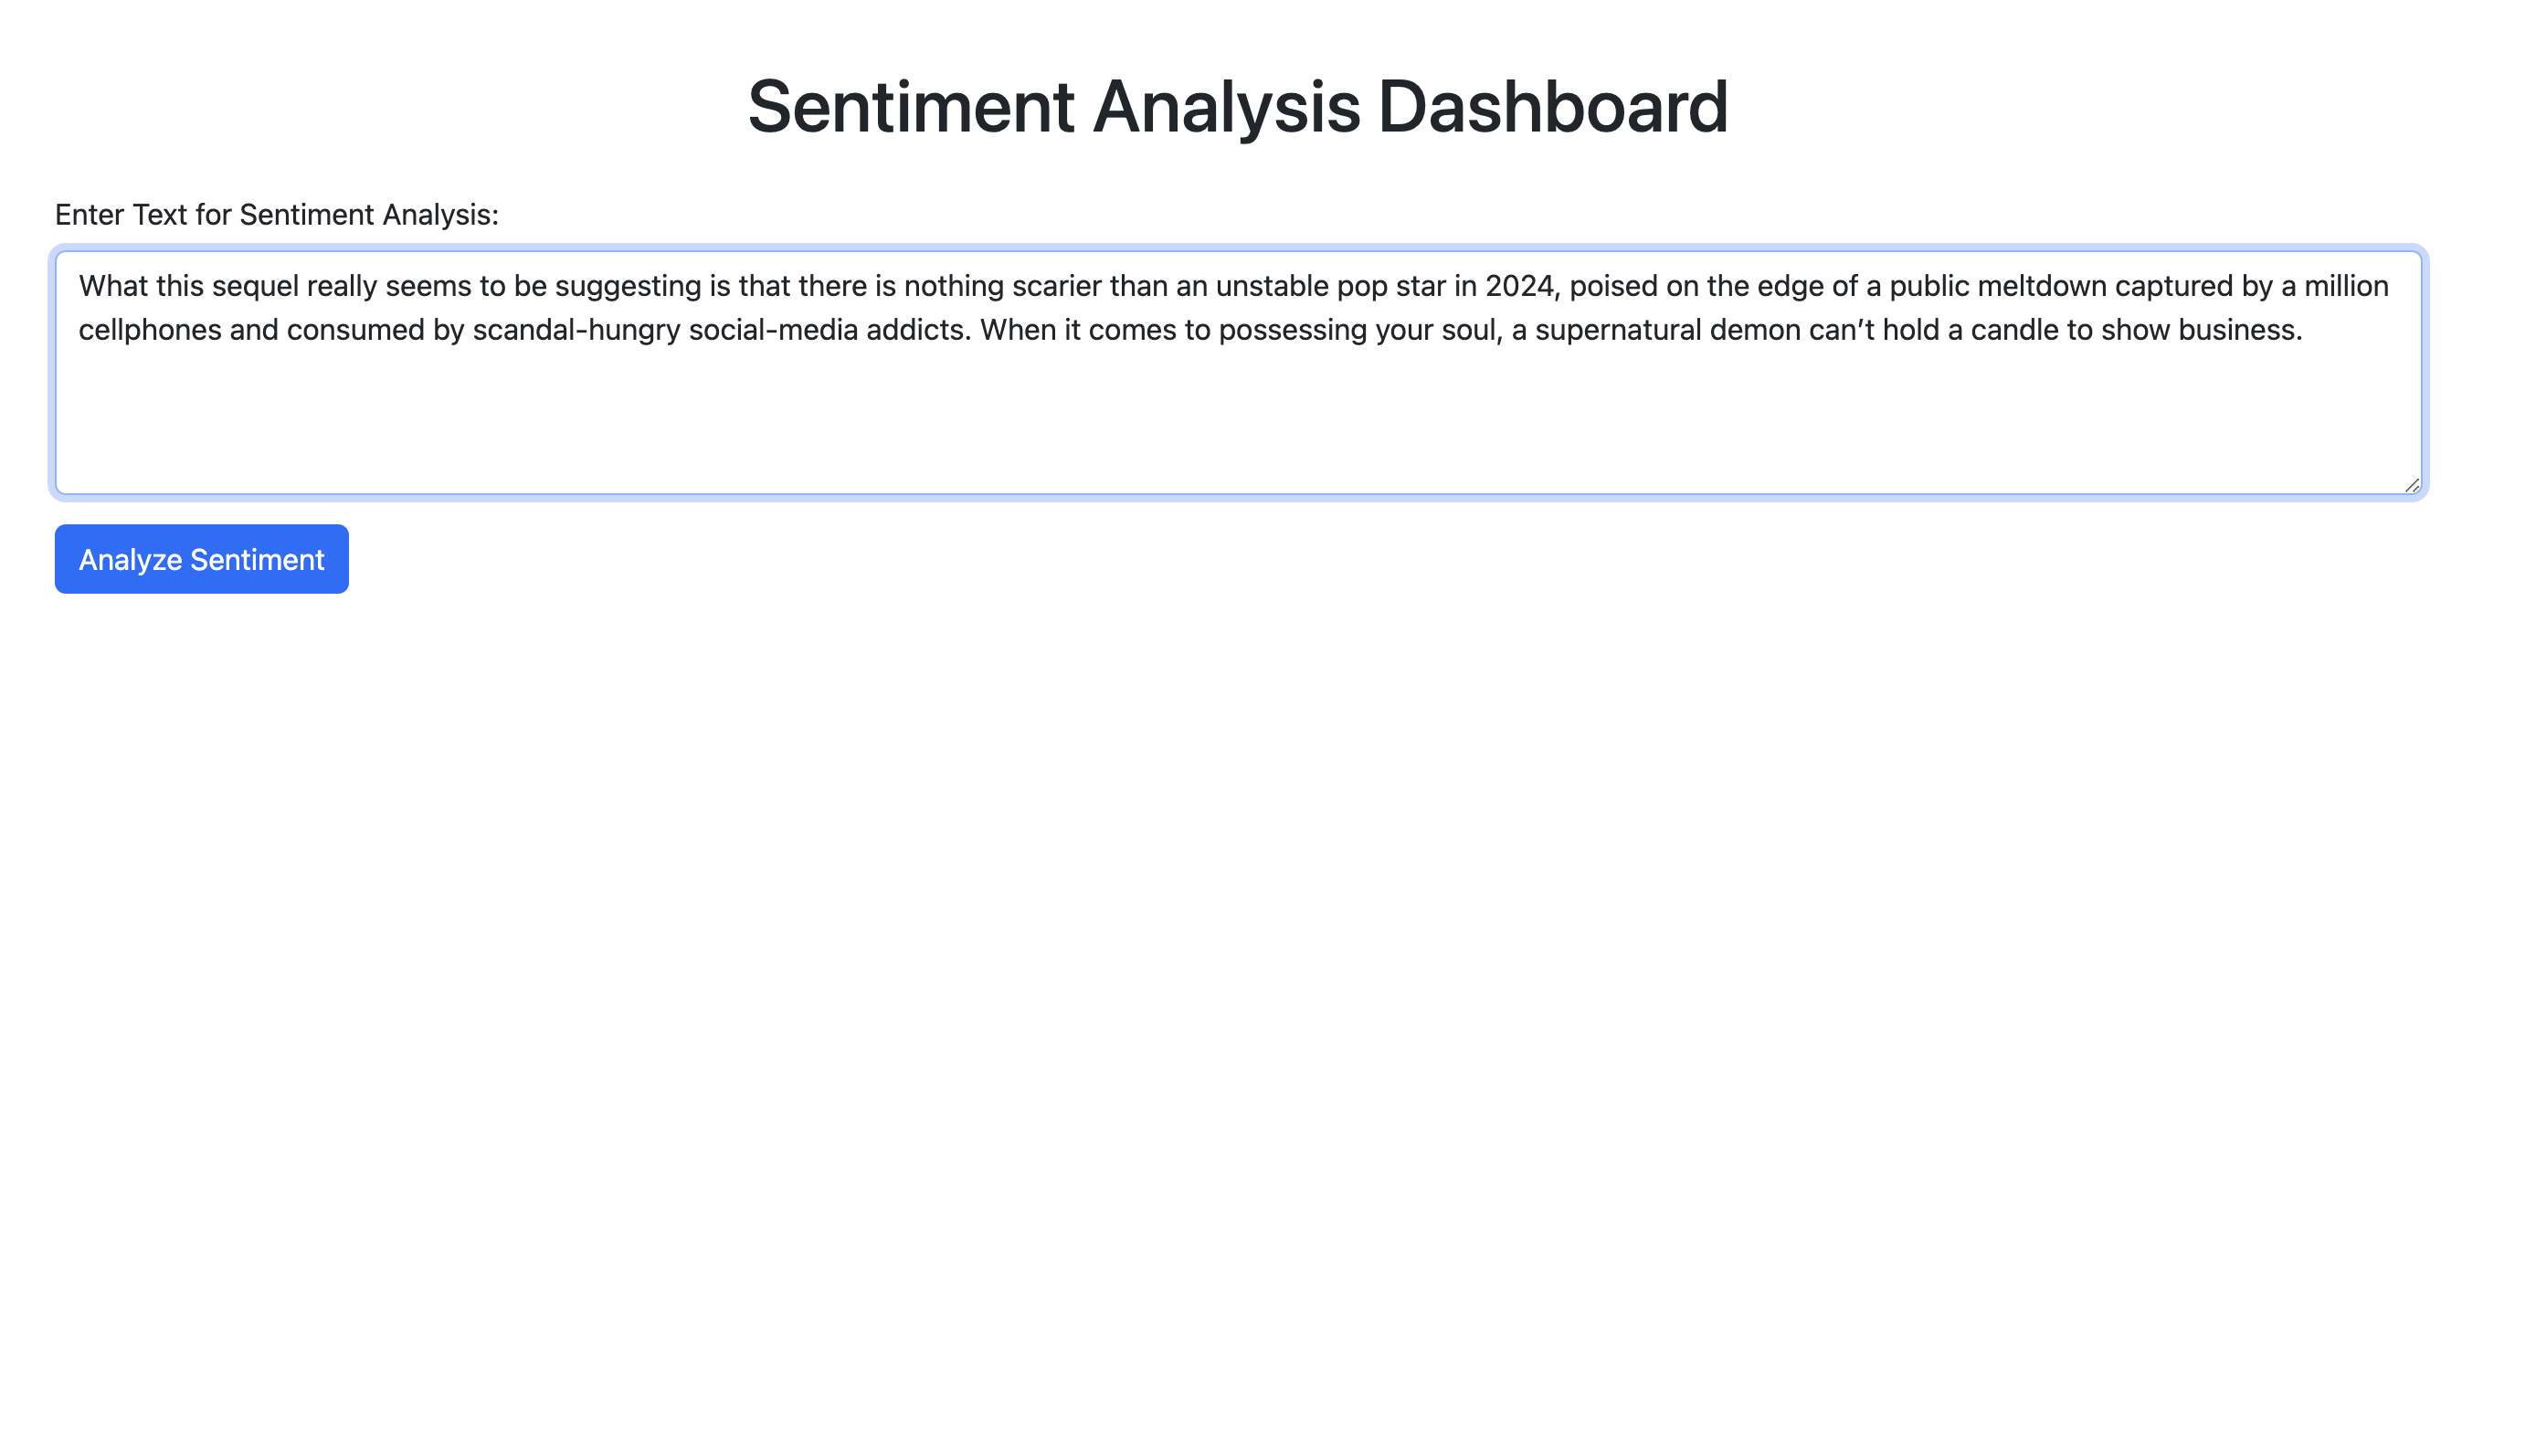 Sentiment Analysis Dashboard
Enter Text for Sentiment Analysis:
What this sequel really seems to be suggesting is that there is nothing scarier than an unstable pop star in 2024, poised on the edge of a public meltdown captured by a million
cellphones and consumed by scandal-hungry social-media addicts. When it comes to possessing your soul, a supernatural demon can’t hold a candle to show business.
Analyze Sentiment